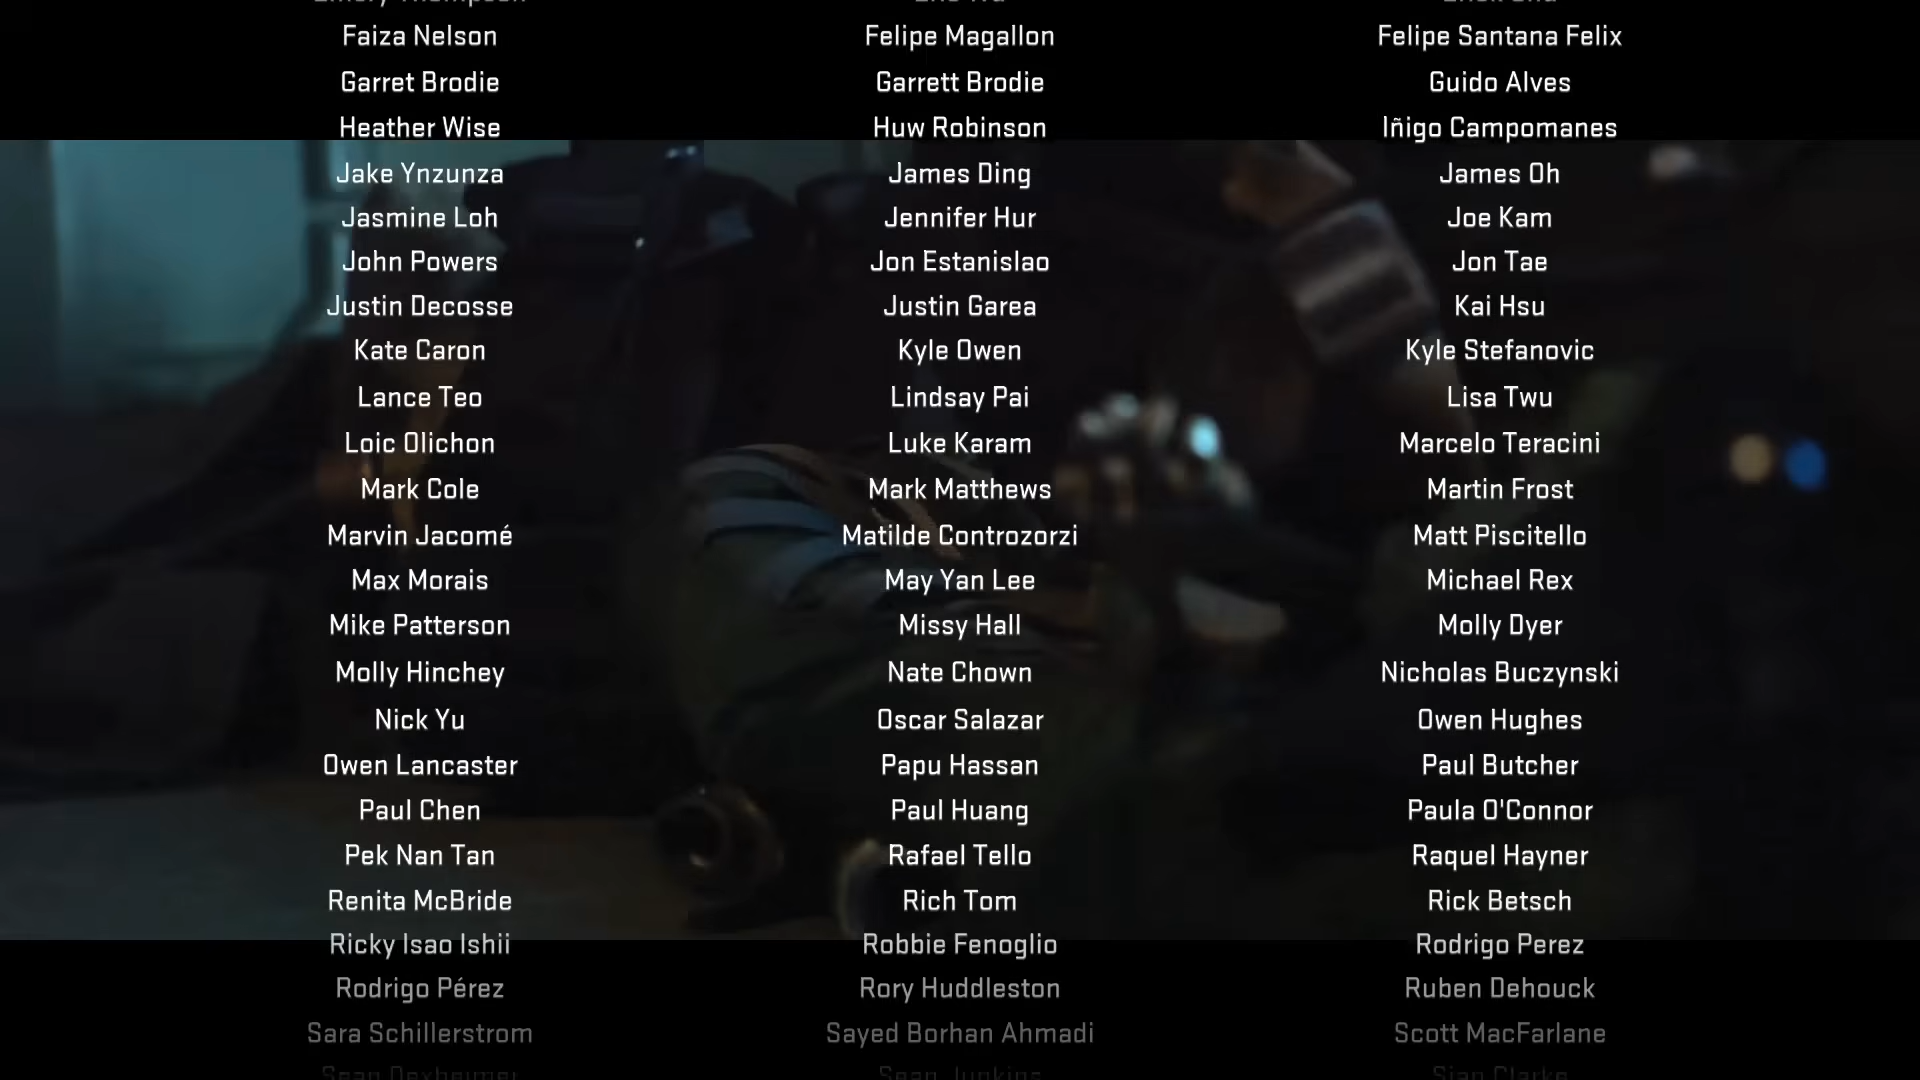 Faiza Nelson Felipe Magallon Felipe Santana Felix
Garret Brodie Garrett Brodie Guido Alves
Heather Wise Huw Robinson Iñigo Campomanes
Jake Ynzunza James Ding James Oh
Jasmine Loh Jennifer Hur Joe Kam
John Powers Jon Estanislao Jon Tae
Justin Decosse Justin Garea Kai Hsu
Kate Caron Kyle Owen Kyle Stefanovic
Lance Teo Lindsay Pai Lisa Twu
Loic Olichon Luke Karam Marcelo Teracini
Mark Cole Mark Matthews Martin Frost
Marvin Jacomé Matilde Controzorzi Matt Piscitello
Max Morais May Yan Lee Michael Rex
Mike Patterson Missy Hall Molly Dyer
Molly Hinchey Nate Chown Nicholas Buczynski
Nick Yu Oscar Salazar Owen Hughes
Owen Lancaster Papu Hassan Paul Butcher
Paul Chen Paul Huang Paula O'Connor
Pek Nan Tan Rafael Tello Raquel Hayner
Renita McBride Rich Tom Rick Betsch
Ricky Isao Ishii Robbie Fenoglio Rodrigo Perez
Rodrigo Pérez Rory Huddleston Ruben Dehouck
Sara Schillerstrom Sayed Borhan Ahmadi Scott MacFarlane